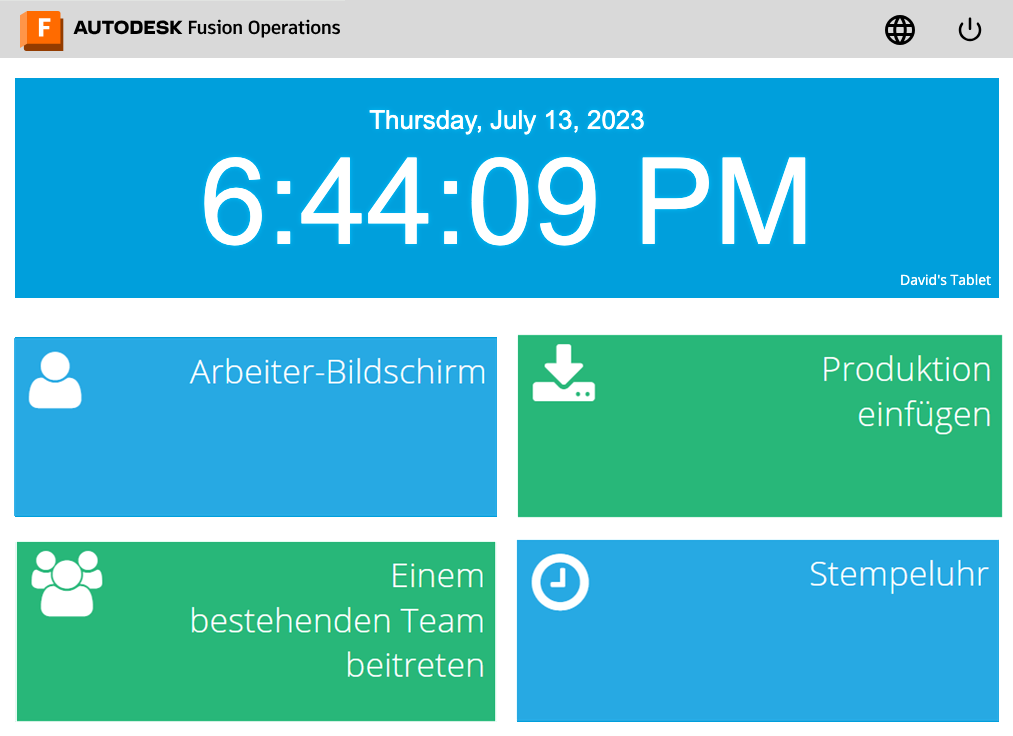 F AUTODESK Fusion Operations
Thursday, July 13, 2023
6:44:09 PM
David's Tablet
Arbeiter-Bildschirm
Produktion
einfügen
Einem
bestehenden Team
beitreten
Stempeluhr